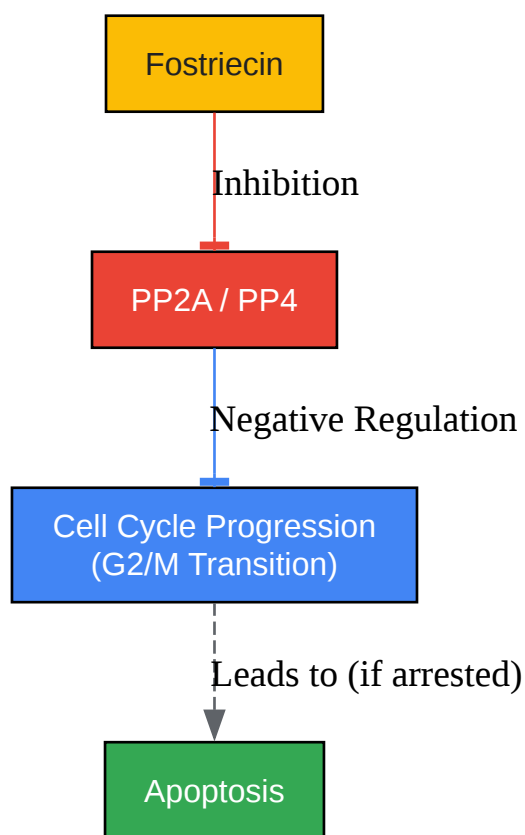 Fostriecin
Inhibition
PP2A / PP4
Negative Regulation
Cell Cycle Progression
(G2/M Transition)
Leads to (if arrested)
Apoptosis